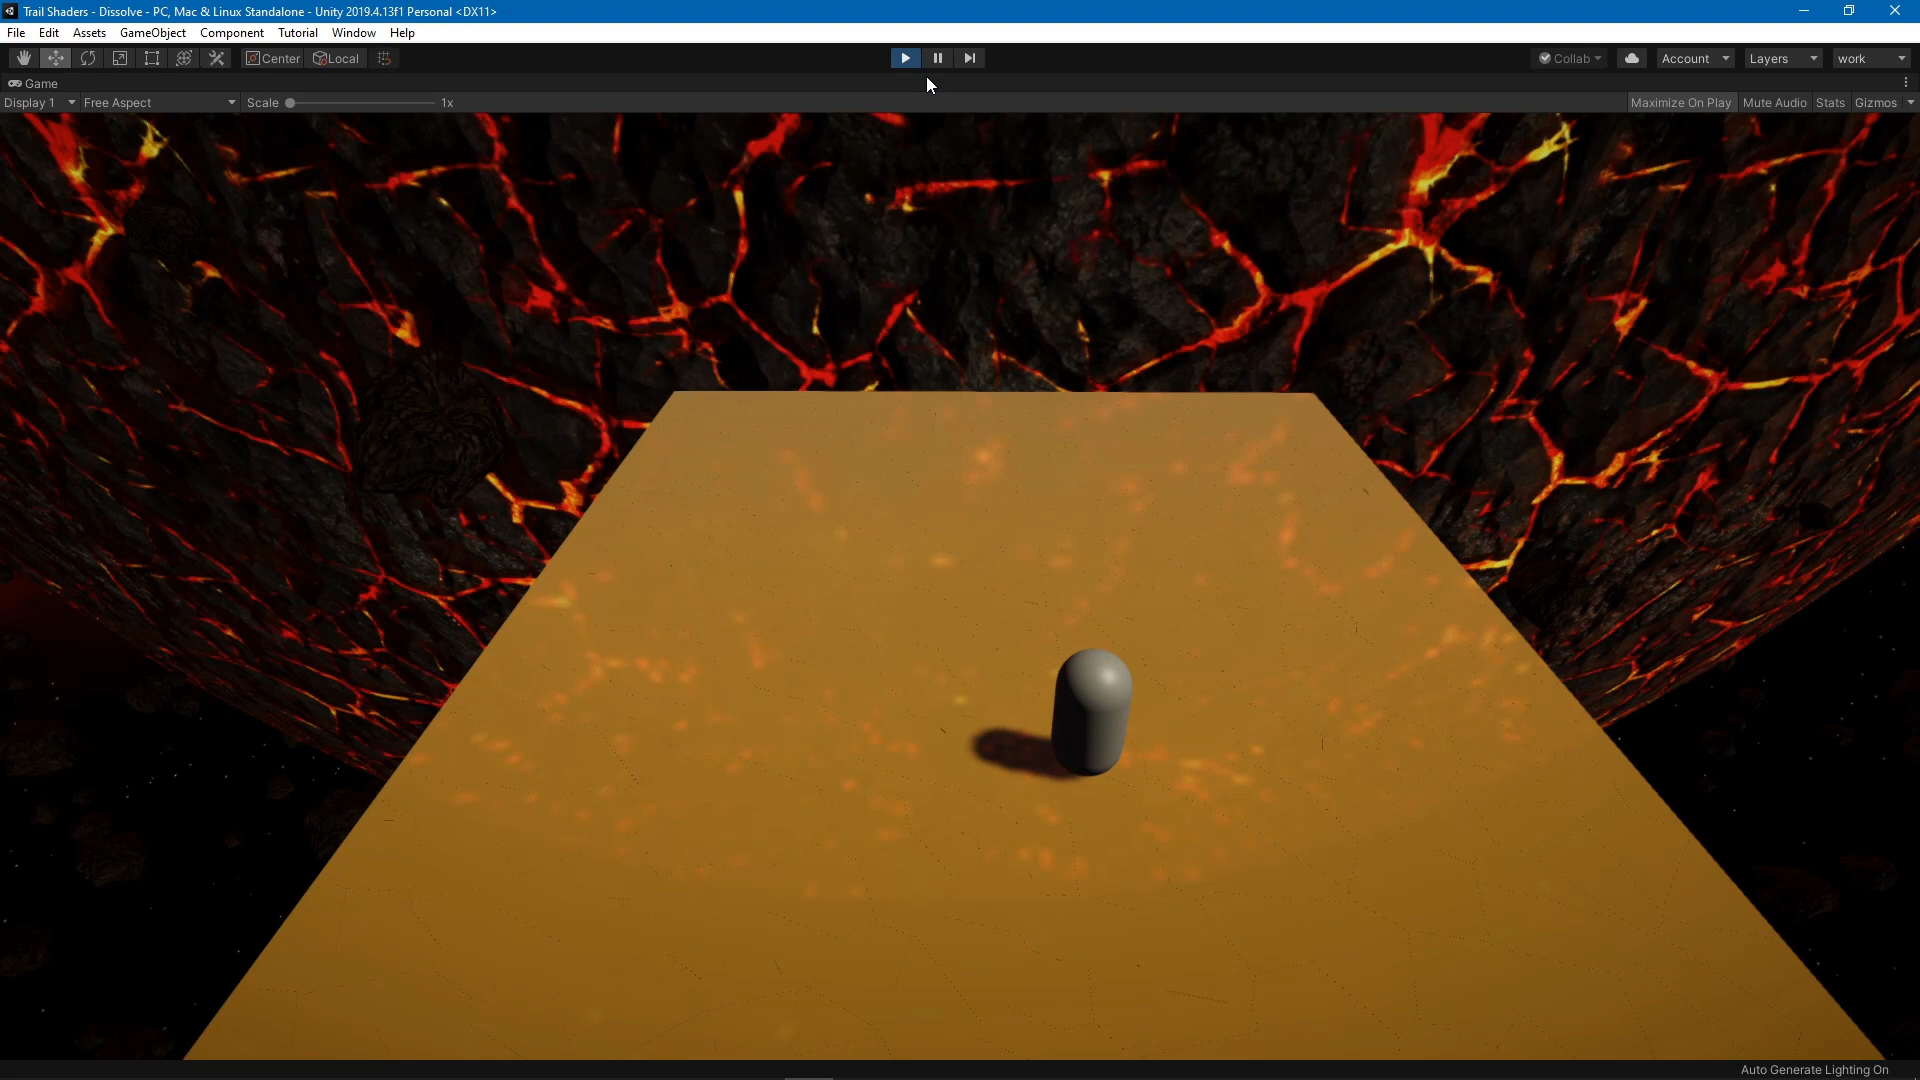 Trail Shaders - Dissolve - PC, Mac & Linux Standalone - Unity 2019.4.13f1 Personal <DX11>
File Edit Assets GameObject Component Tutorial Window Help
Center Local Collab Account Layers work
Game
Display 1 Free Aspect Scale 1x Maximize On Play Mute Audio Stats Gizmos
Auto Generate Lighting On